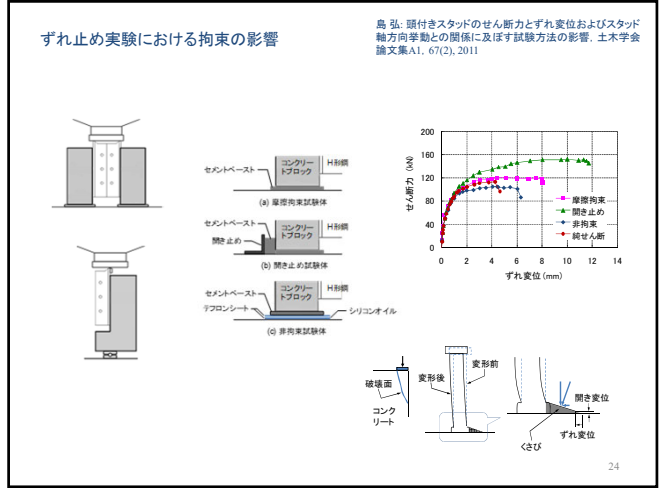 ずれ止め実験における拘束の影響
島 弘: 頭付きスタッドのせん断力とずれ変位およびスタッド
軸方向挙動との関係に及ぼす試験方法の影響. 土木学会
論文集A1, 67(2), 2011
セメントペースト
コンクリー
トブロック
H形鋼
(a) 摩擦拘束試験体
セメントペースト
開き止め
コンクリー
トブロック
H形鋼
(b) 開き止め試験体
セメントペースト
テフロンシート
コンクリー
トブロック
H形鋼
シリコンオイル
(c) 非拘束試験体
せん断力 (kN)
200
160
120
80
40
0
摩擦拘束
開き止め
非拘束
純せん断
0 2 4 6 8 10 12 14
ずれ変位 (mm)
破壊面
コンク
リート
変形後
変形前
くさび
開き変位
ずれ変位
24